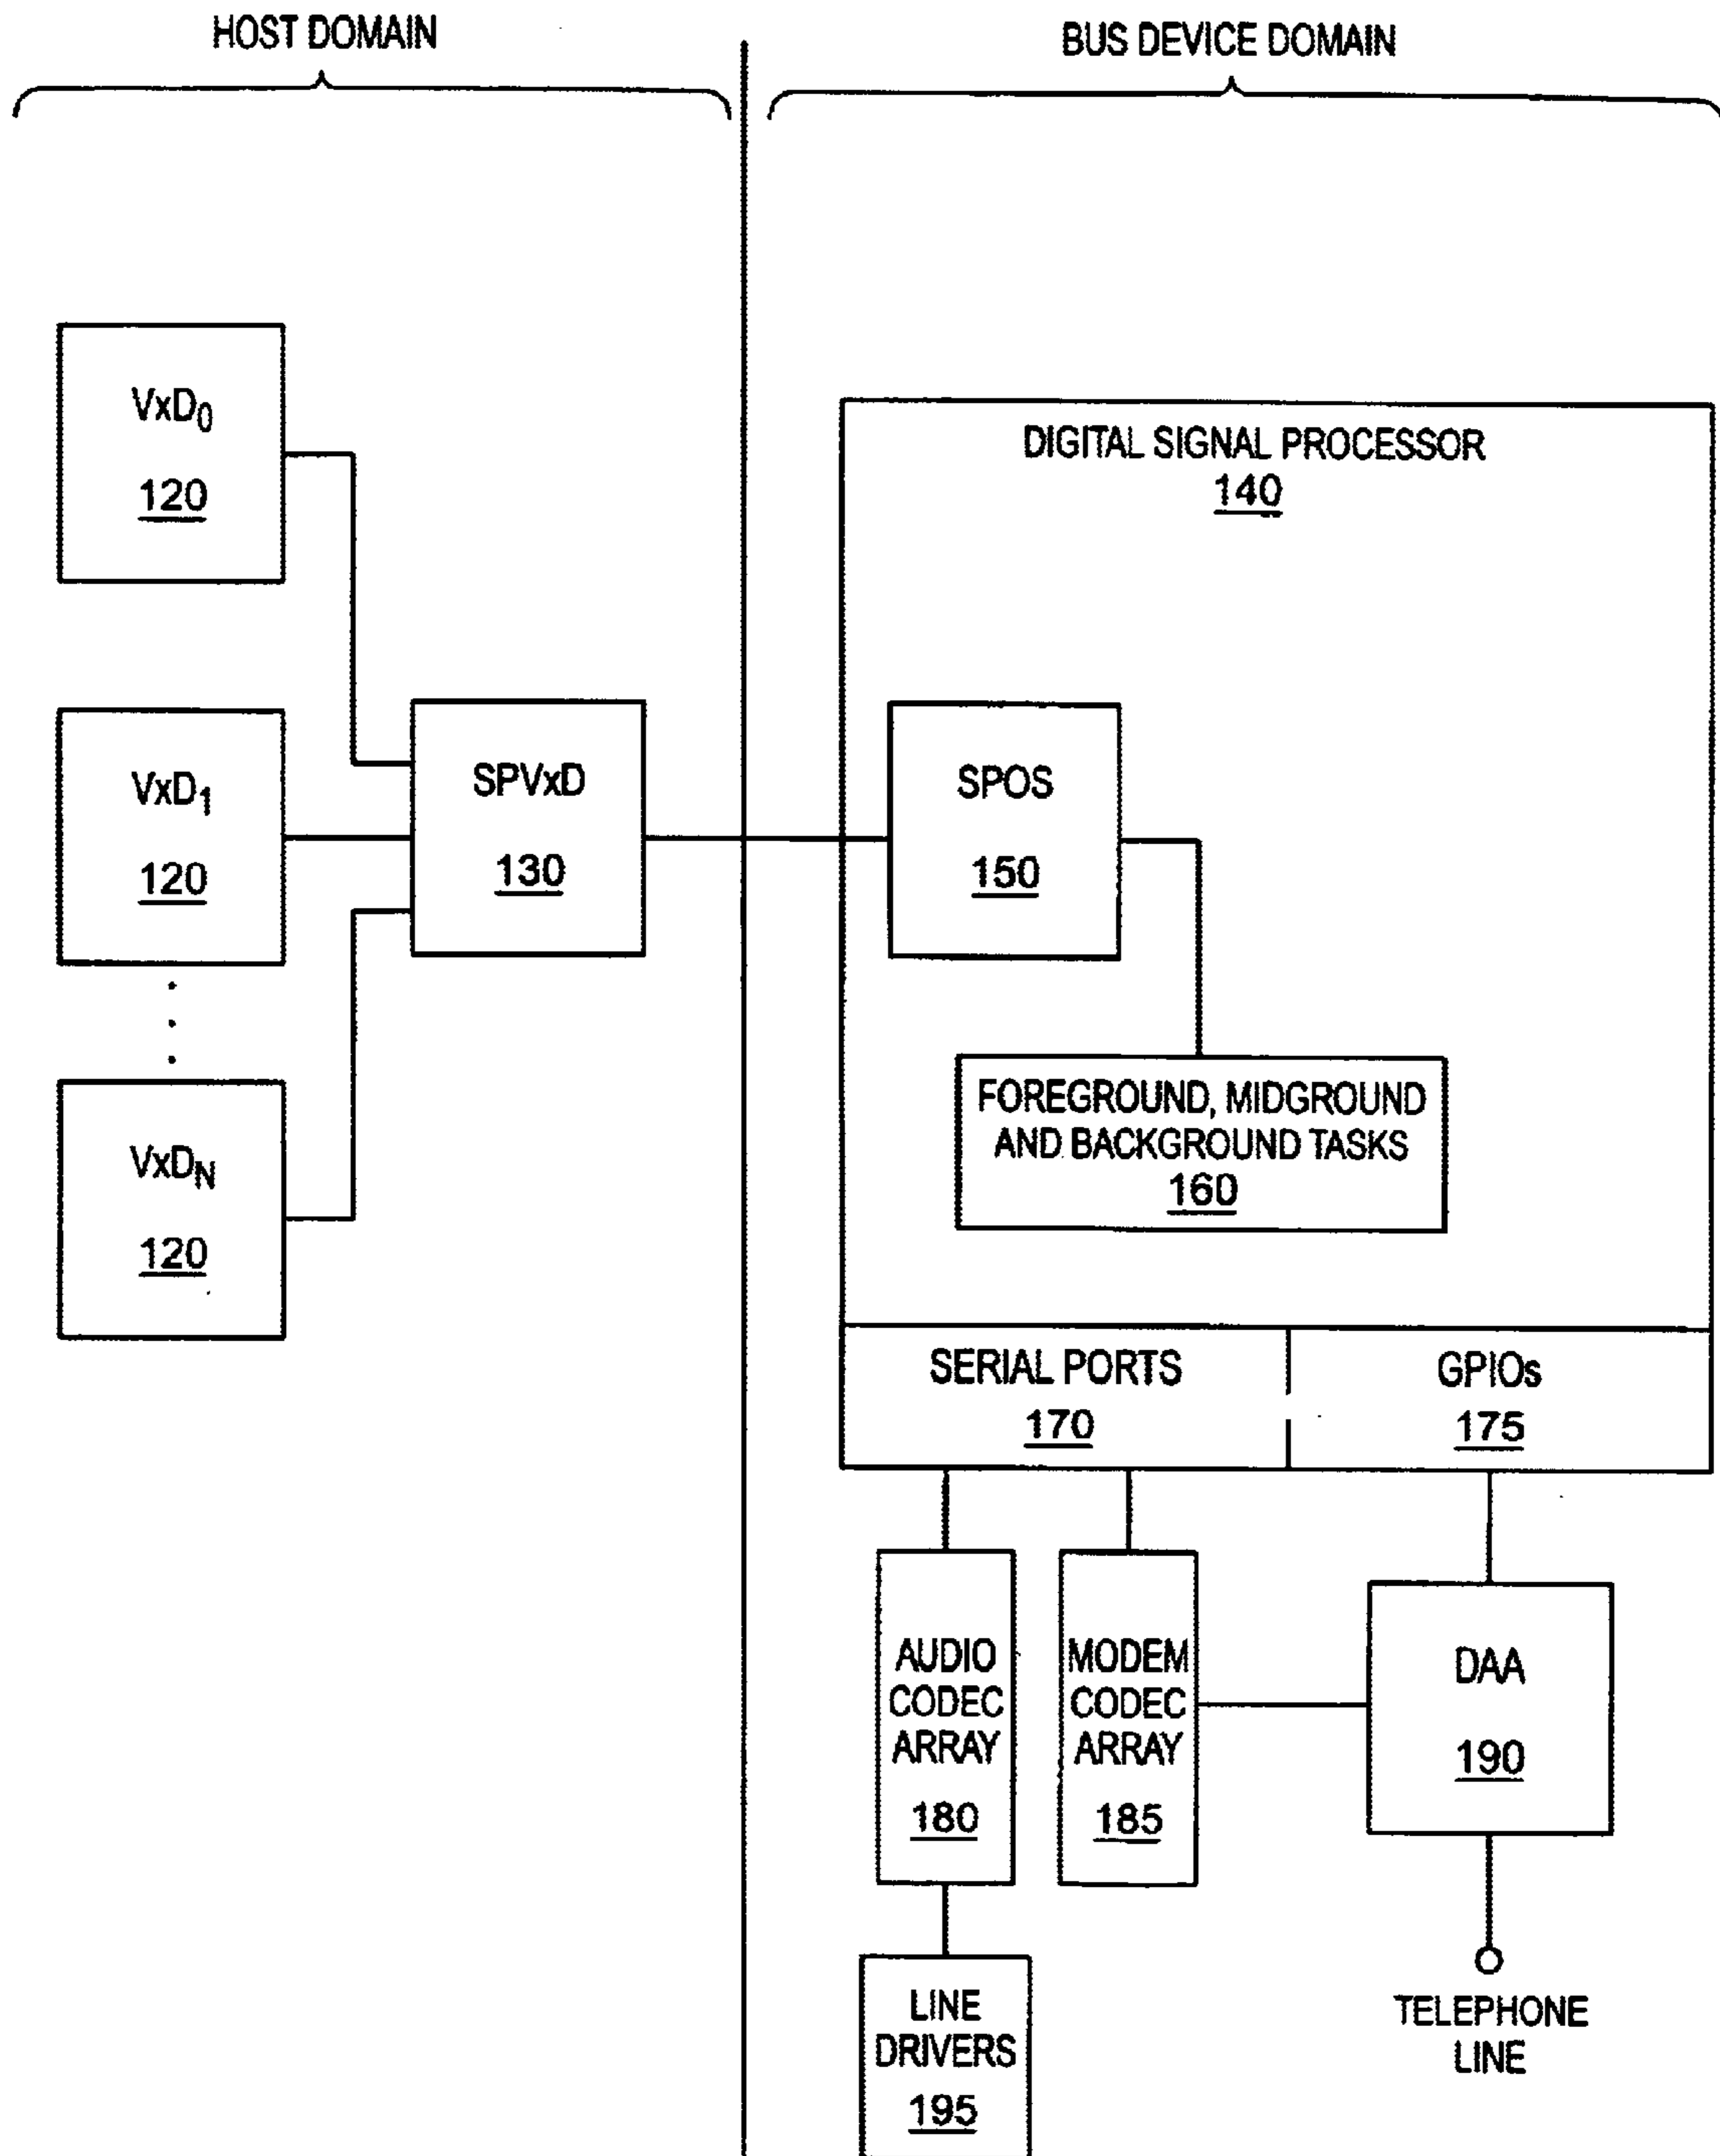 HOST DOMAIN
BUS DEVICE DOMAIN
VxD₀
120
VxD₁
120
VxD_N
120
SPVxD
130
DIGITAL SIGNAL PROCESSOR
140
SPOS
150
FOREGROUND, MIDGROUND
AND BACKGROUND TASKS
160
SERIAL PORTS
170
GPIOs
175
AUDIO
CODEC
ARRAY
180
MODEM
CODEC
ARRAY
185
DAA
190
LINE
DRIVERS
195
TELEPHONE
LINE